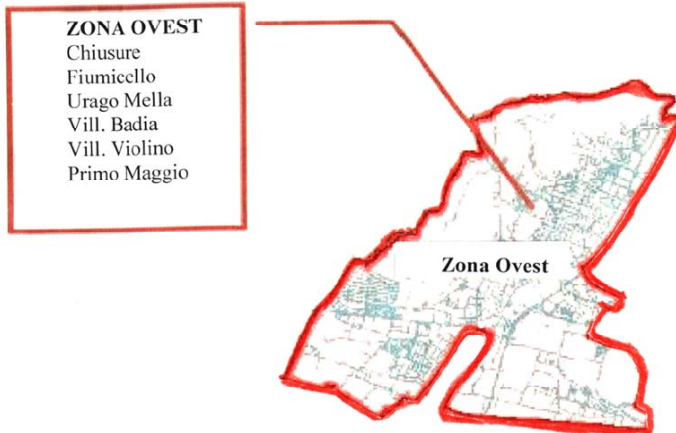 ZONA OVEST
Chiusure
Fiumicello
Urago Mella
Vill. Badia
Vill. Violino
Primo Maggio
Zona Ovest